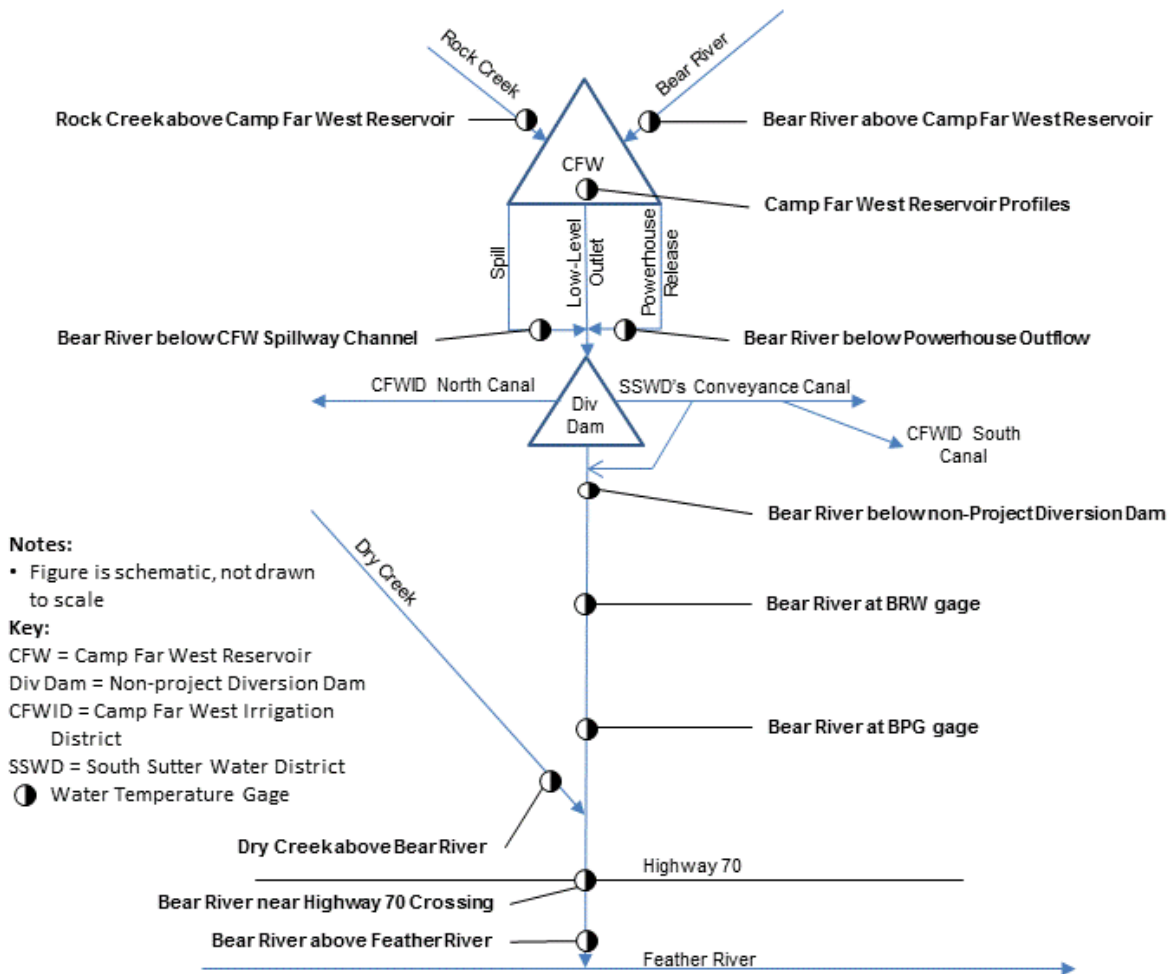 Rock Creek
Bear River
Rock Creek above Camp Far West Reservoir
Bear River above Camp Far West Reservoir
CFW
Camp Far West Reservoir Profiles
Spill
Low-Level
Outlet
Powerhouse
Release
Bear River below CFW Spillway Channel
Bear River below Powerhouse Outflow
CFWID North Canal
SSWD's Conveyance Canal
Div
Dam
CFWID South
Canal
Bear River below non-Project Diversion Dam
Dry Creek
Notes:
• Figure is schematic, not drawn
to scale
Key:
CFW = Camp Far West Reservoir
Div Dam = Non-project Diversion Dam
CFWID = Camp Far West Irrigation
District
SSWD = South Sutter Water District
Water Temperature Gage
Bear River at BRW gage
Bear River at BPG gage
Dry Creek above Bear River
Highway 70
Bear River near Highway 70 Crossing
Bear River above Feather River
Feather River